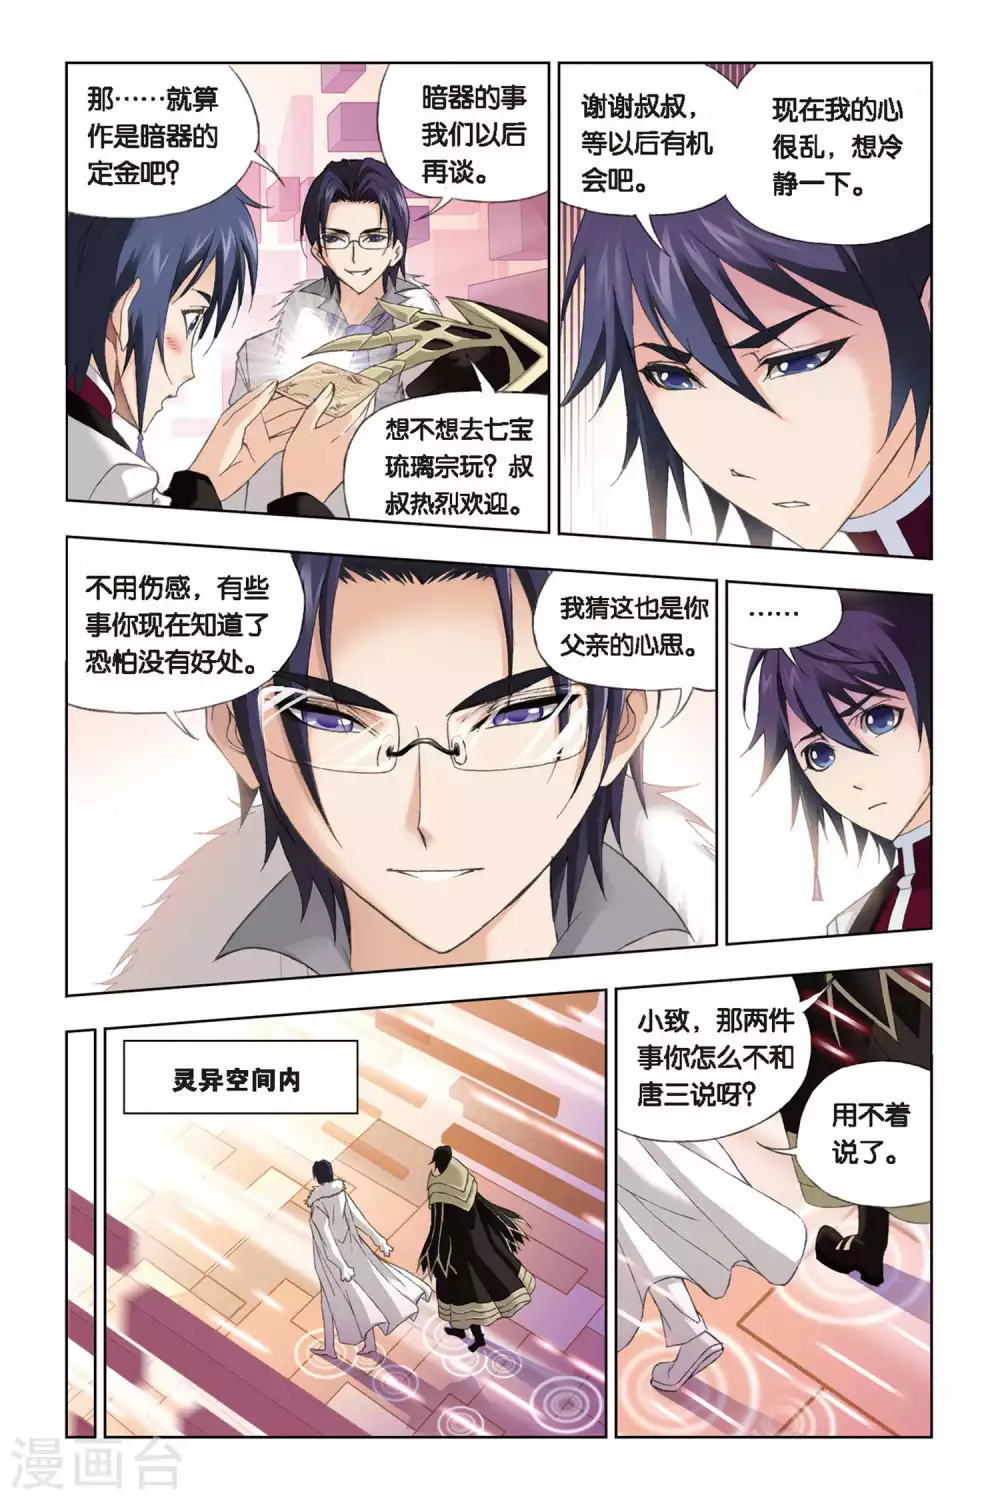 那……就算
作是暗器的
定金吧？
暗器的事
我们以后
再谈。
想不想去七宝
琉璃宗玩？叔
叔热烈欢迎。
谢谢叔叔，
等以后有机
会吧。
现在我的心
很乱，想冷
静一下。
不用伤感，有些
事你现在知道了
恐怕没有好处。
我猜这也是你
父亲的心思。
……
灵异空间内
小致，那两件
事你怎么不和
唐三说呀？
用不着
说了。
漫画台